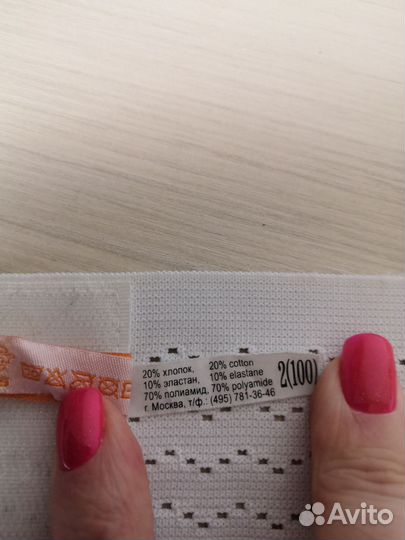 20% хлопок, 20% cotton
10% эластан, 10% elastane
70% полиамид, 70% polyamide
г. Москва, т/ф.: (495) 781-36-46
2(100)
Avito